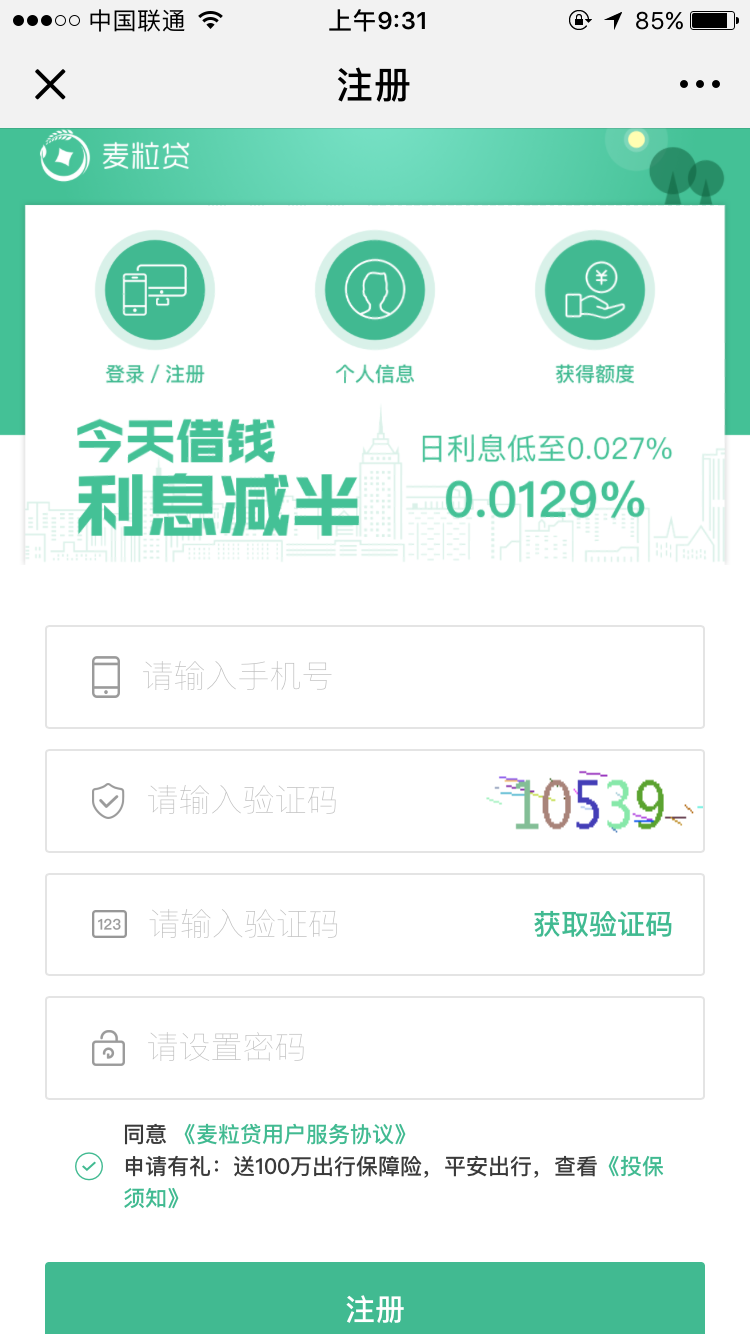 中国联通 上午9:31 85%
注册
麦粒贷
登录 / 注册 个人信息 获得额度
今天借钱
利息减半
日利息低至0.027%
0.0129%
请输入手机号
请输入验证码 10539
123 请输入验证码 获取验证码
请设置密码
同意 《麦粒贷用户服务协议》
申请有礼：送100万出行保障险，平安出行，查看《投保
须知》
注册